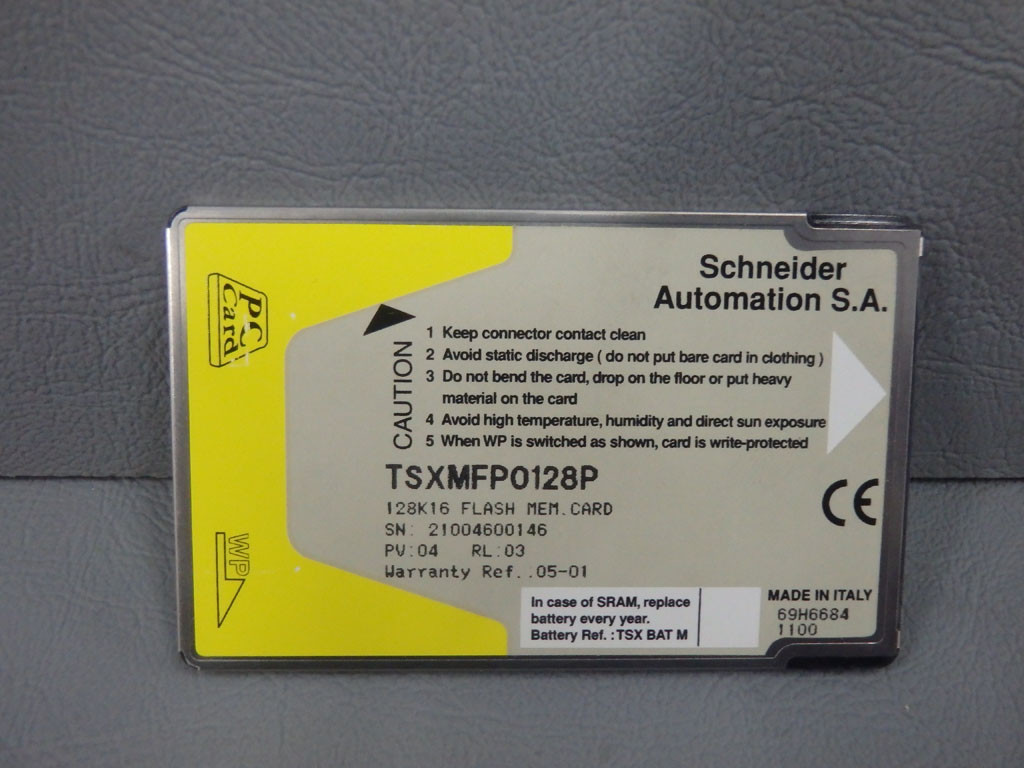 PC
Card
Schneider
Automation S.A.
CAUTION
1 Keep connector contact clean
2 Avoid static discharge ( do not put bare card in clothing )
3 Do not bend the card, drop on the floor or put heavy
material on the card
4 Avoid high temperature, humidity and direct sun exposure
5 When WP is switched as shown, card is write-protected
TSXMFP0128P
128K16 FLASH MEM.CARD
SN: 21004600146
PV:04 RL:03
Warranty Ref..05-01
CE
WP
In case of SRAM, replace
battery every year.
Battery Ref. : TSX BAT M
MADE IN ITALY
69H6684
1100